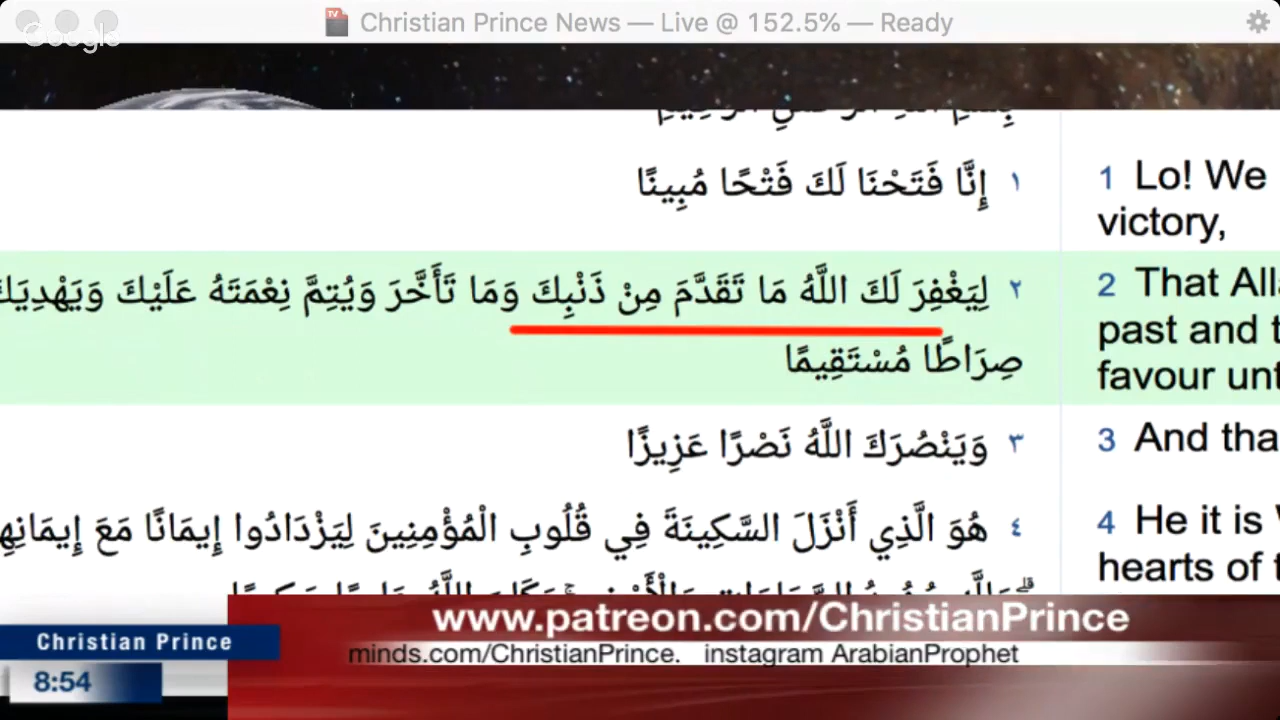 Christian Prince News — Live @ 152.5% — Ready
Google
١ إِنَّا فَتَحْنَا لَكَ فَتْحًا مُبِينًا
1 Lo! We
victory,
٢ لِيَغْفِرَ لَكَ اللَّهُ مَا تَقَدَّمَ مِنْ ذَنْبِكَ وَمَا تَأَخَّرَ وَيُتِمَّ نِعْمَتَهُ عَلَيْكَ وَيَهْدِيَكَ
صِرَاطًا مُسْتَقِيمًا
2 That All
past and t
favour unt
٣ وَيَنْصُرَكَ اللَّهُ نَصْرًا عَزِيزًا
3 And tha
٤ هُوَ الَّذِي أَنْزَلَ السَّكِينَةَ فِي قُلُوبِ الْمُؤْمِنِينَ لِيَزْدَادُوا إِيمَانًا مَعَ
4 He it is
hearts of t
www.patreon.com/ChristianPrince
Christian Prince
minds.com/ChristianPrince. instagram ArabianProphet
8:54